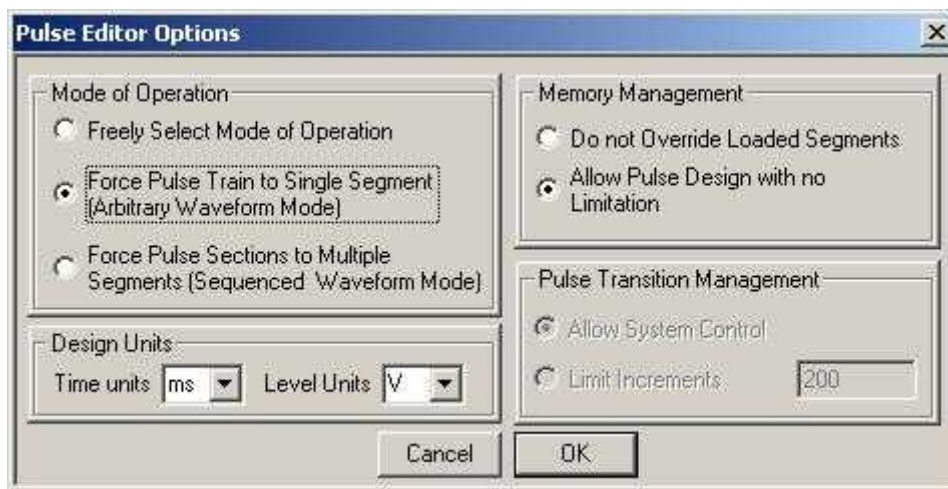 Pulse Editor Options
Mode of Operation
Freely Select Mode of Operation
Force Pulse Train to Single Segment
(Arbitrary Waveform Mode)
Force Pulse Sections to Multiple
Segments (Sequenced Waveform Mode)
Design Units
Time units ms Level Units V
Memory Management
Do not Override Loaded Segments
Allow Pulse Design with no
Limitation
Pulse Transition Management
Allow System Control
Limit Increments 200
Cancel OK